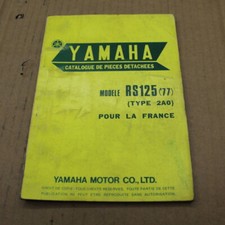 YAMAHA
CATALOGUE DE PIECES DETACHEES
MODELE RS125 ('77)
(TYPE 2A0)
POUR LA FRANCE
YAMAHA MOTOR CO., LTD.